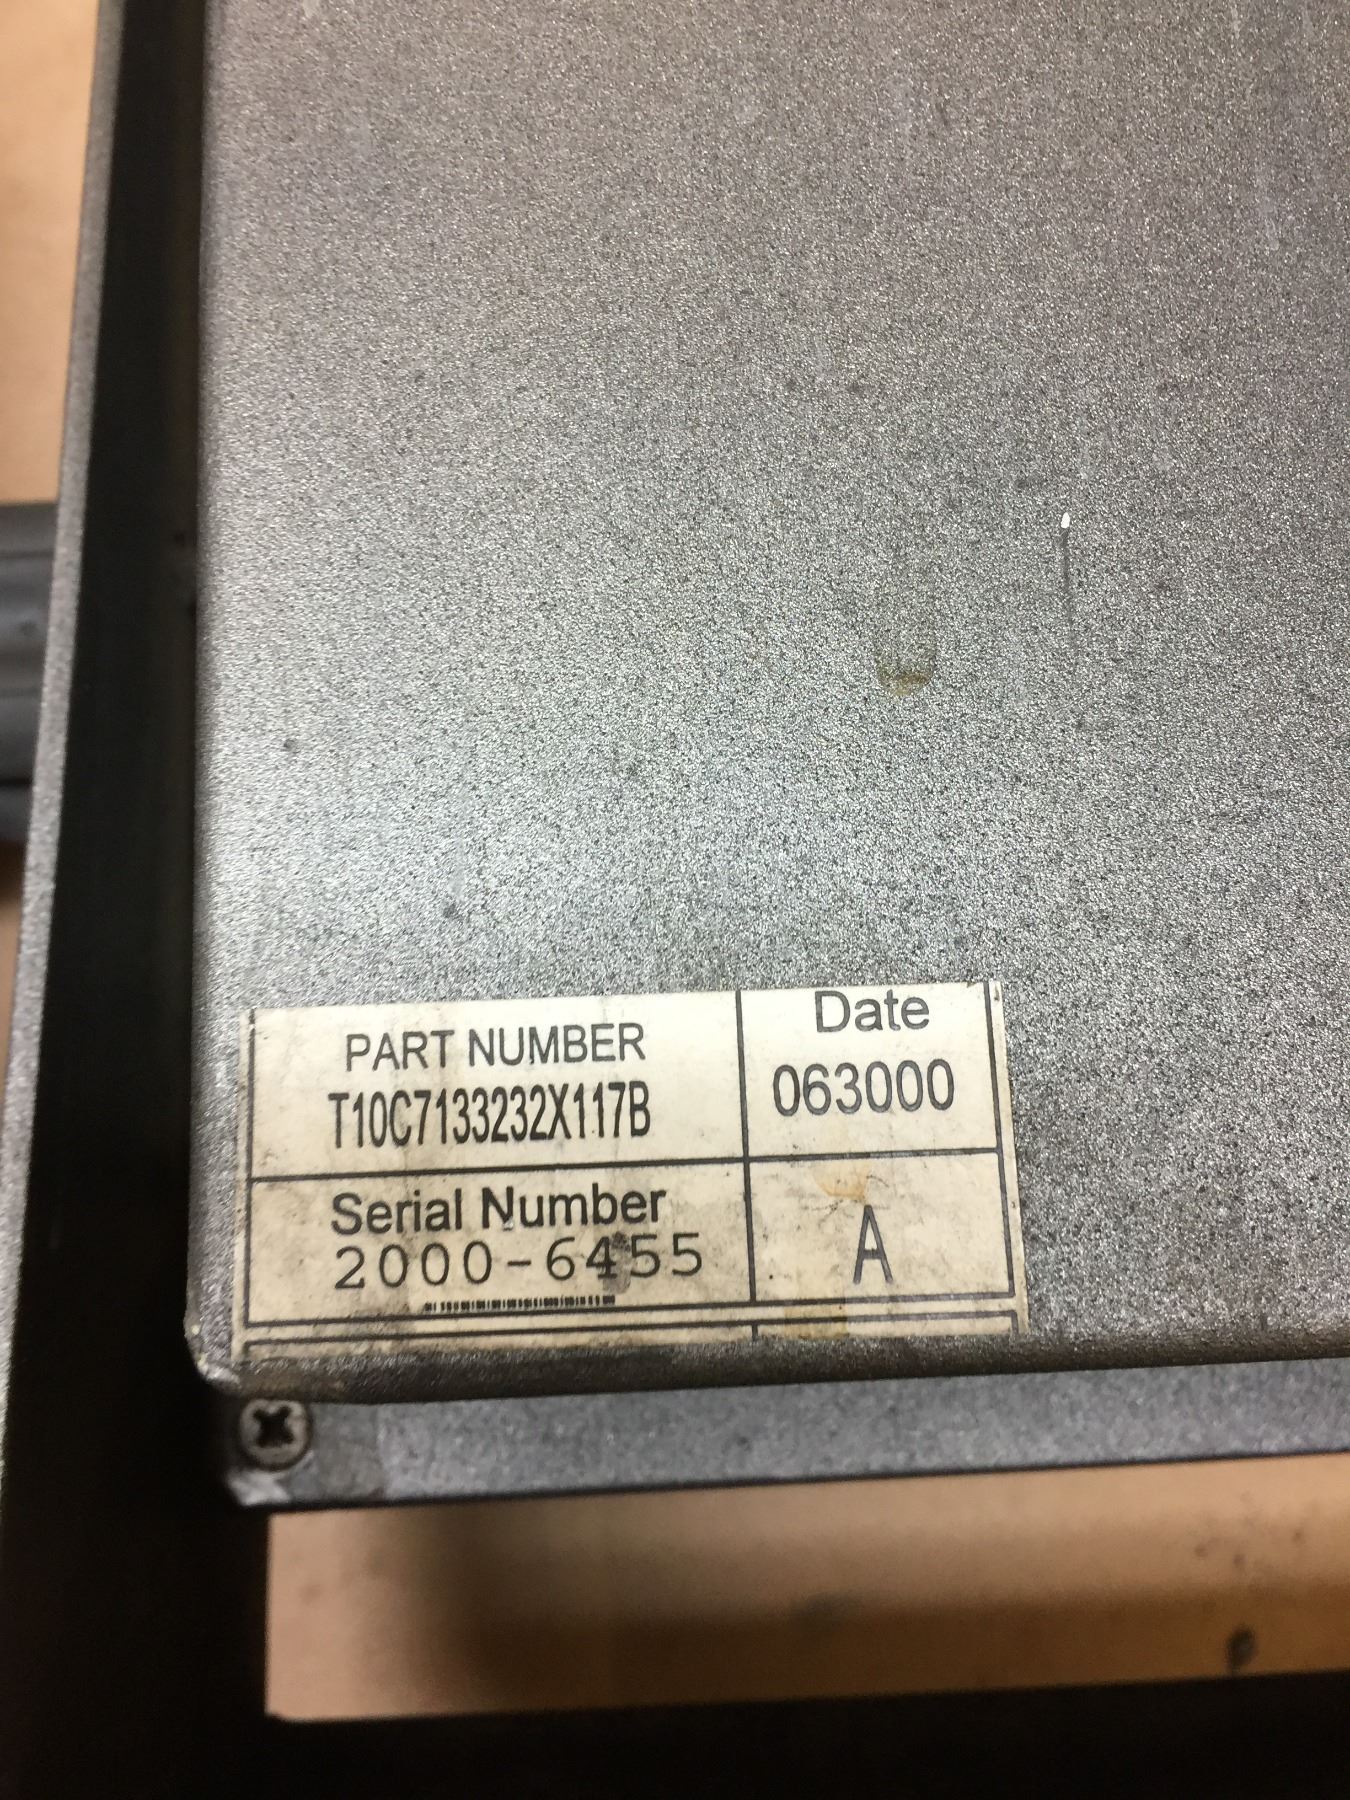 PART NUMBER
T10C7133232X117B
Date
063000
Serial Number
2000-6455
A